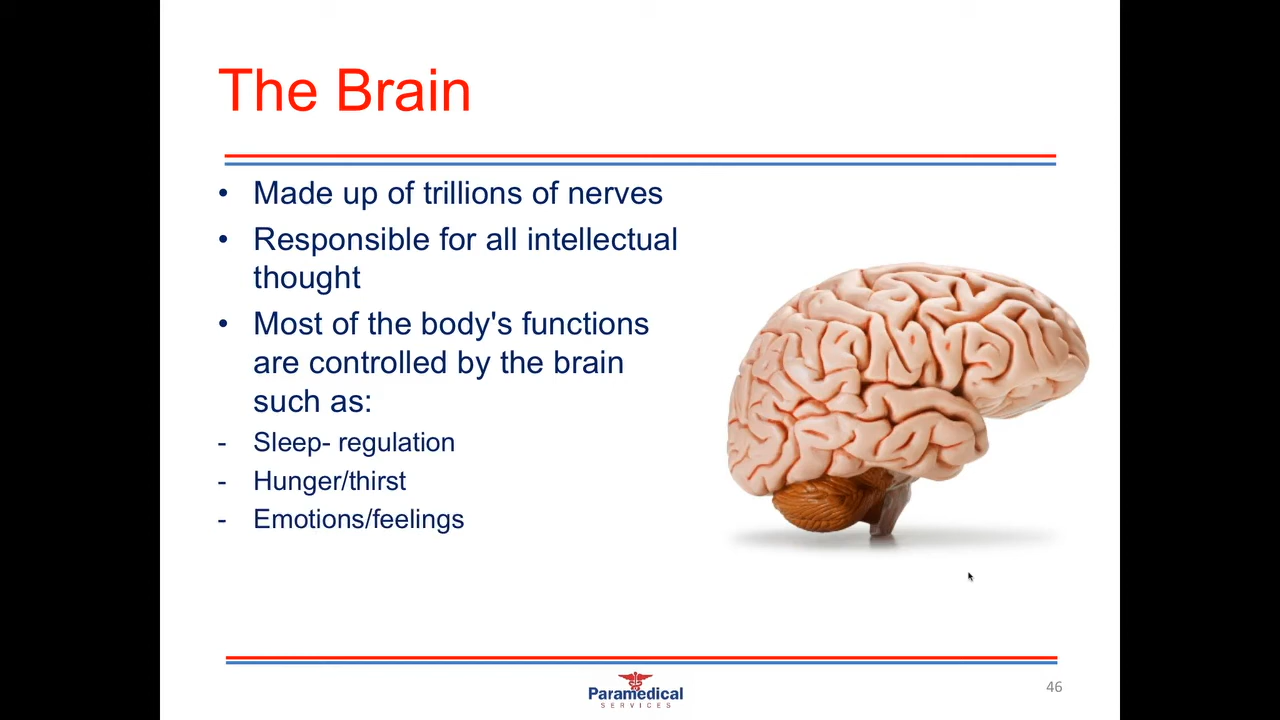 The Brain
• Made up of trillions of nerves
• Responsible for all intellectual
thought
• Most of the body's functions
are controlled by the brain
such as:
- Sleep- regulation
- Hunger/thirst
- Emotions/feelings
Paramedical
SERVICES
46